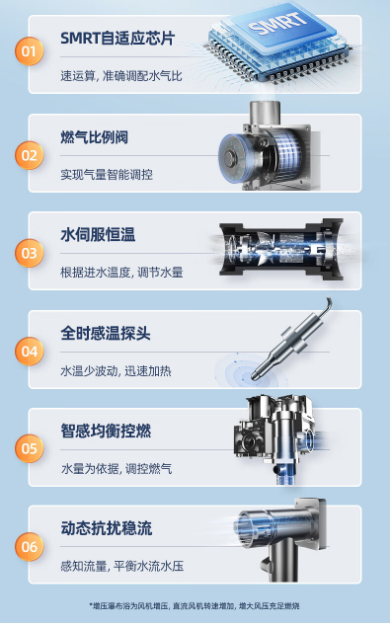 SMRT
01
SMRT自适应芯片
速运算, 准确调配水气比
02
燃气比例阀
实现气量智能调控
03
水伺服恒温
根据进水温度, 调节水量
04
全时感温探头
水温少波动, 迅速加热
05
智感均衡控燃
水量为依据, 调控燃气
06
动态抗扰稳流
感知流量, 平衡水流水压
*增压瀑布浴为风机增压, 直流风机转速增加, 增大风压充足燃烧